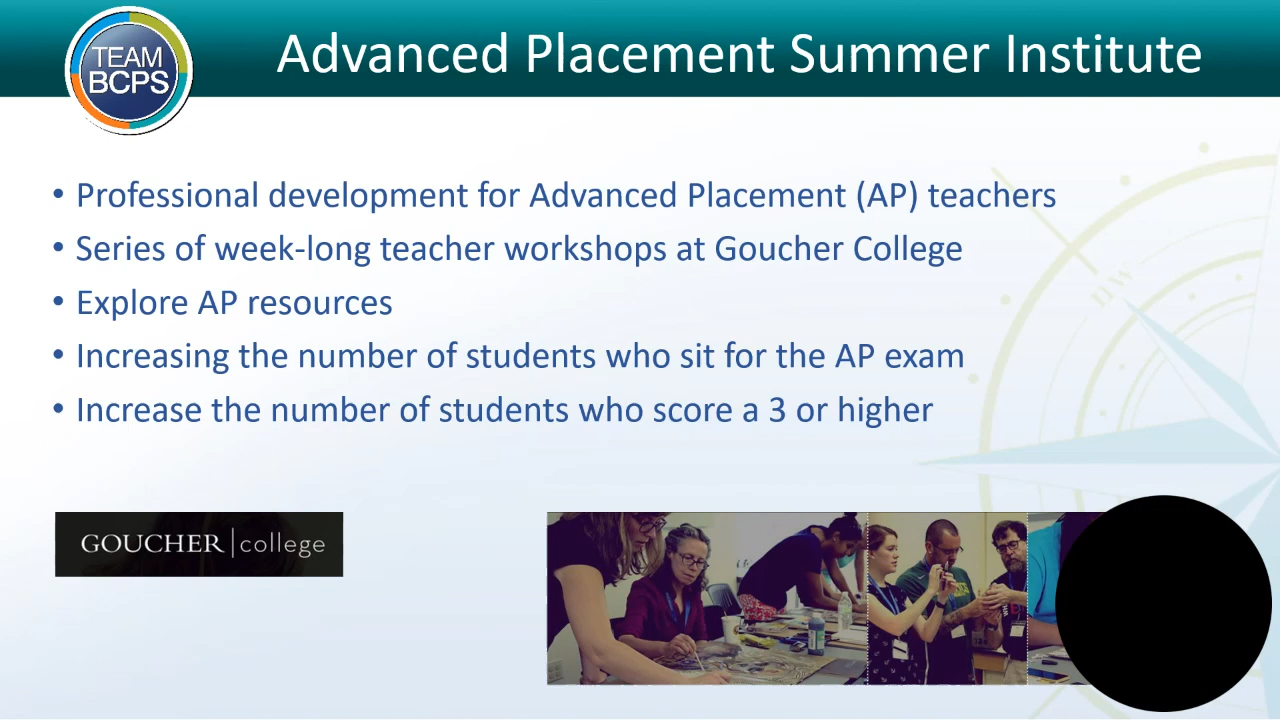 TEAM
BCPS
Advanced Placement Summer Institute
• Professional development for Advanced Placement (AP) teachers
• Series of week-long teacher workshops at Goucher College
• Explore AP resources
• Increasing the number of students who sit for the AP exam
• Increase the number of students who score a 3 or higher
NW
GOUCHER | college